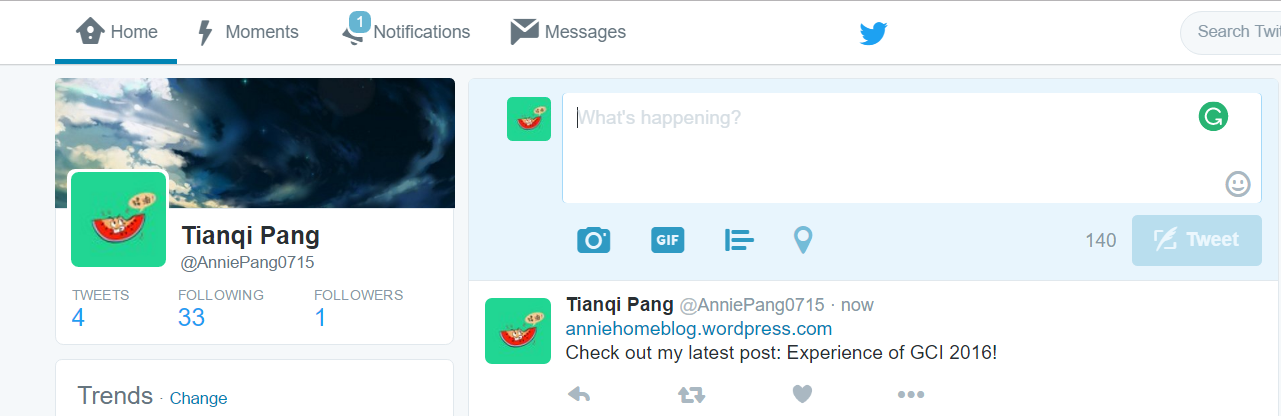 Home
Moments
1
Notifications
Messages
Search Twit
What's happening?
GIF
140
Tweet
Tianqi Pang
@AnniePang0715
TWEETS FOLLOWING FOLLOWERS
4 33 1
Tianqi Pang @AnniePang0715 · now
anniehomeblog.wordpress.com
Check out my latest post: Experience of GCI 2016!
Trends · Change